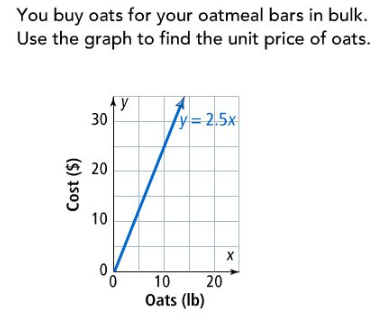 You buy oats for your oatmeal bars in bulk.
Use the graph to find the unit price of oats.
y
30
y = 2.5x
20
Cost ($)
10
x
0
0 10 20
Oats (lb)